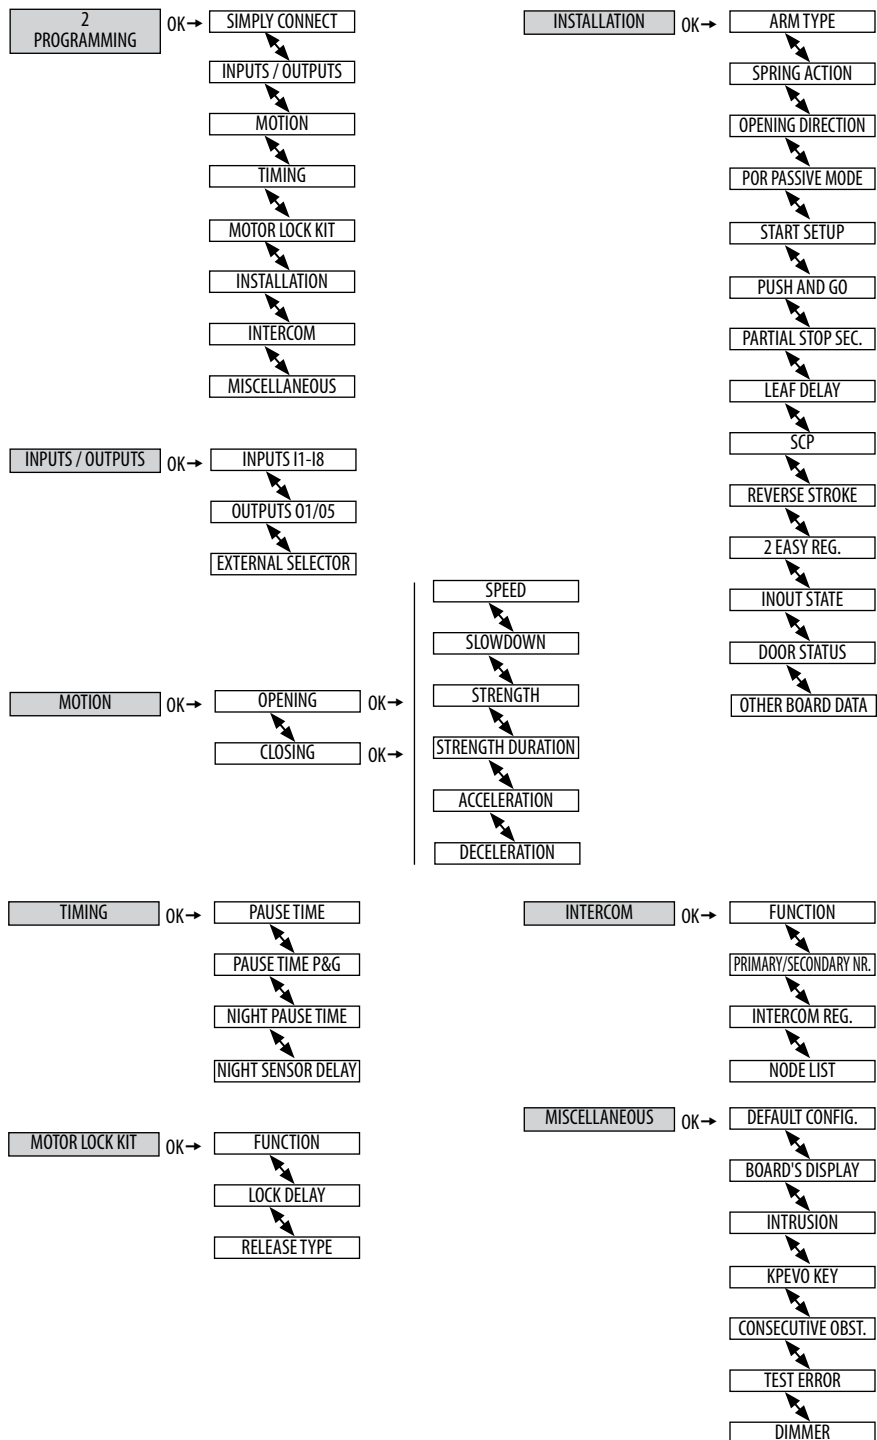 2
PROGRAMMING
OK→
SIMPLY CONNECT
INPUTS / OUTPUTS
MOTION
TIMING
MOTOR LOCK KIT
INSTALLATION
INTERCOM
MISCELLANEOUS
INPUTS / OUTPUTS
OK→
INPUTS I1-I8
OUTPUTS O1/05
EXTERNAL SELECTOR
MOTION
OK→
OPENING
OK→
CLOSING
OK→
SPEED
SLOWDOWN
STRENGTH
STRENGTH DURATION
ACCELERATION
DECELERATION
TIMING
OK→
PAUSE TIME
PAUSE TIME P&G
NIGHT PAUSE TIME
NIGHT SENSOR DELAY
MOTOR LOCK KIT
OK→
FUNCTION
LOCK DELAY
RELEASE TYPE
INSTALLATION
OK→
ARM TYPE
SPRING ACTION
OPENING DIRECTION
POR PASSIVE MODE
START SETUP
PUSH AND GO
PARTIAL STOP SEC.
LEAF DELAY
SCP
REVERSE STROKE
2 EASY REG.
INOUT STATE
DOOR STATUS
OTHER BOARD DATA
INTERCOM
OK→
FUNCTION
PRIMARY/SECONDARY NR.
INTERCOM REG.
NODE LIST
MISCELLANEOUS
OK→
DEFAULT CONFIG.
BOARD'S DISPLAY
INTRUSION
KPEVO KEY
CONSECUTIVE OBST.
TEST ERROR
DIMMER